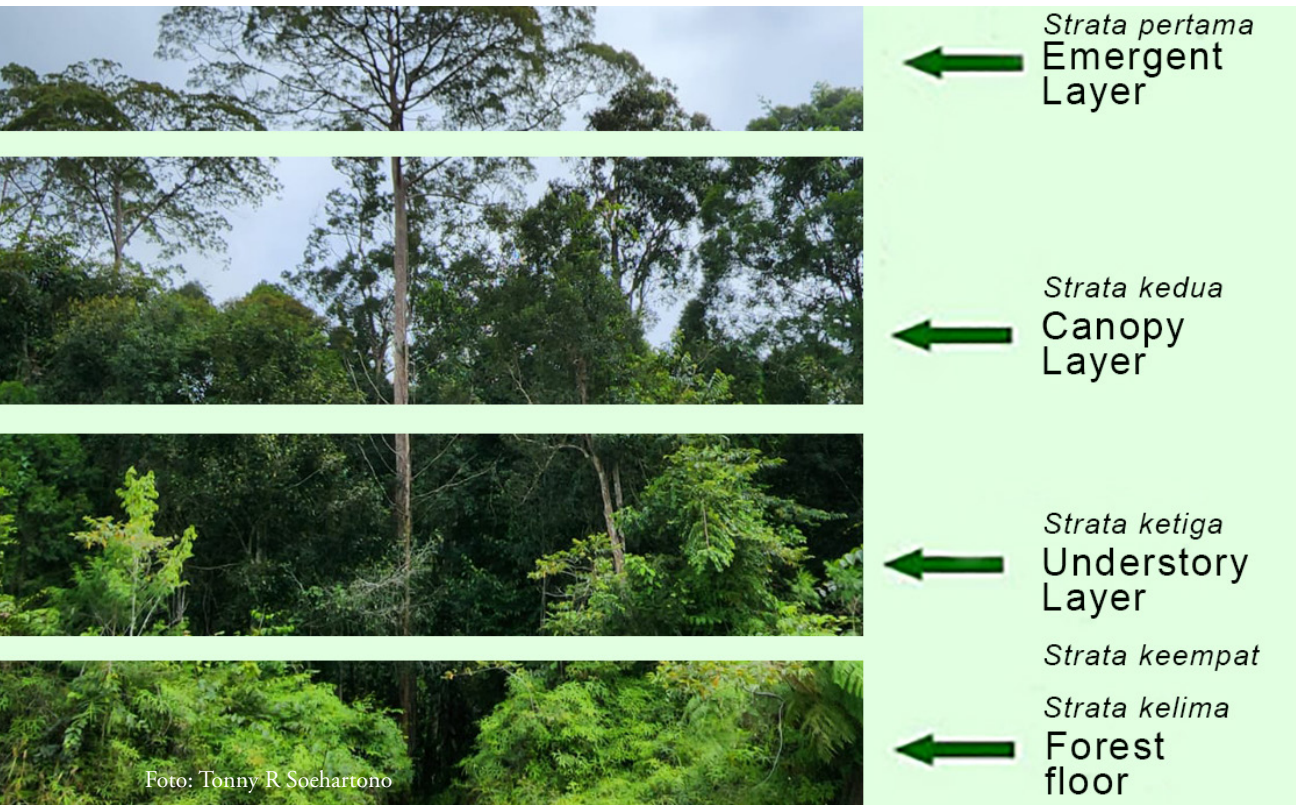 Strata pertama
Emergent
Layer
Strata kedua
Canopy
Layer
Strata ketiga
Understory
Layer
Strata keempat
Strata kelima
Forest
floor
Foto: Tonny R Soehartono